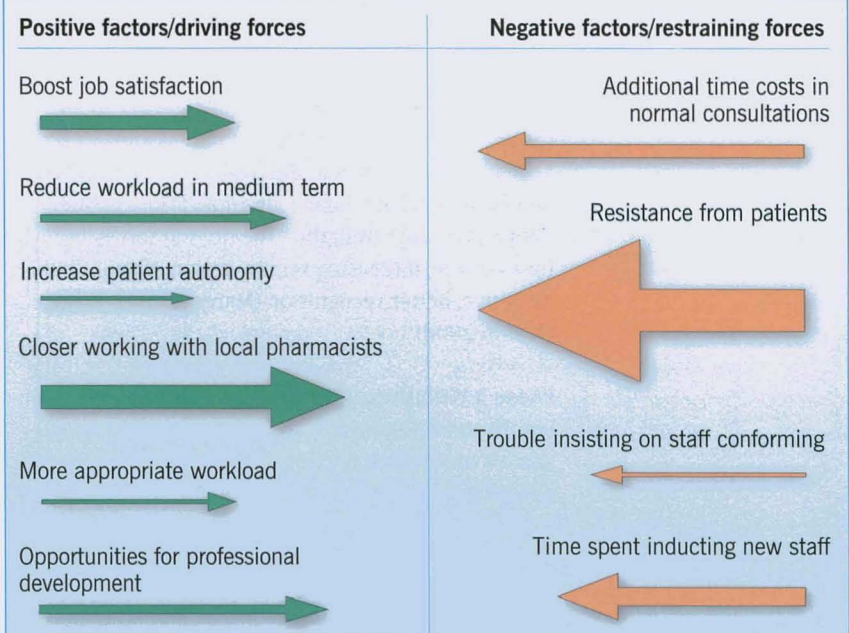 Positive factors/driving forces
Boost job satisfaction
Reduce workload in medium term
Increase patient autonomy
Closer working with local pharmacists
More appropriate workload
Opportunities for professional
development
Negative factors/restraining forces
Additional time costs in
normal consultations
Resistance from patients
Trouble insisting on staff conforming
Time spent inducting new staff